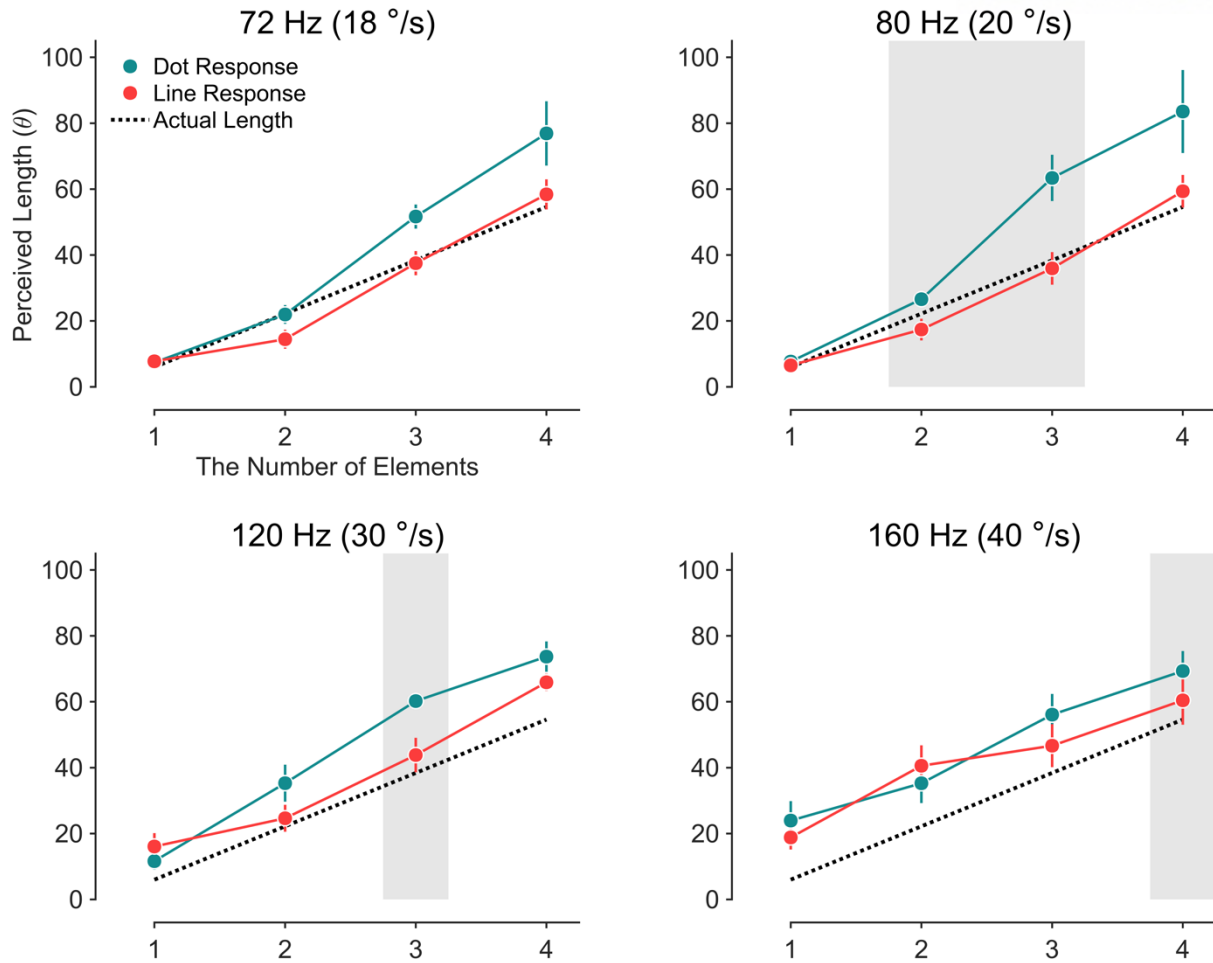 72 Hz (18 °/s)
100
80
60
40
20
0
Perceived Length (θ)
Dot Response
Line Response
Actual Length
1 2 3 4
The Number of Elements
80 Hz (20 °/s)
100
80
60
40
20
0
1 2 3 4
120 Hz (30 °/s)
100
80
60
40
20
0
1 2 3 4
160 Hz (40 °/s)
100
80
60
40
20
0
1 2 3 4